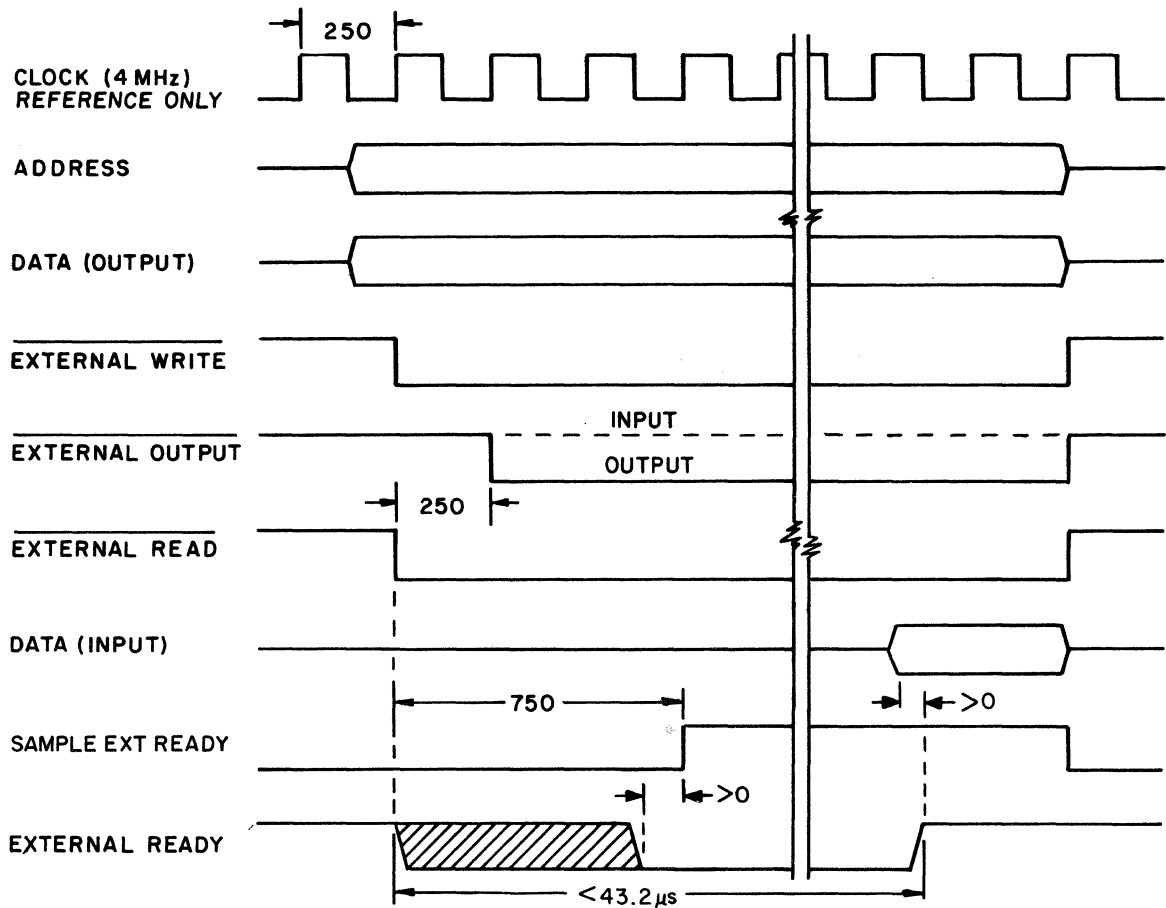 250
CLOCK (4 MHz)
REFERENCE ONLY
ADDRESS
DATA (OUTPUT)
EXTERNAL WRITE
INPUT
EXTERNAL OUTPUT
OUTPUT
250
EXTERNAL READ
DATA (INPUT)
750
>0
SAMPLE EXT READY
>0
EXTERNAL READY
<43.2μs